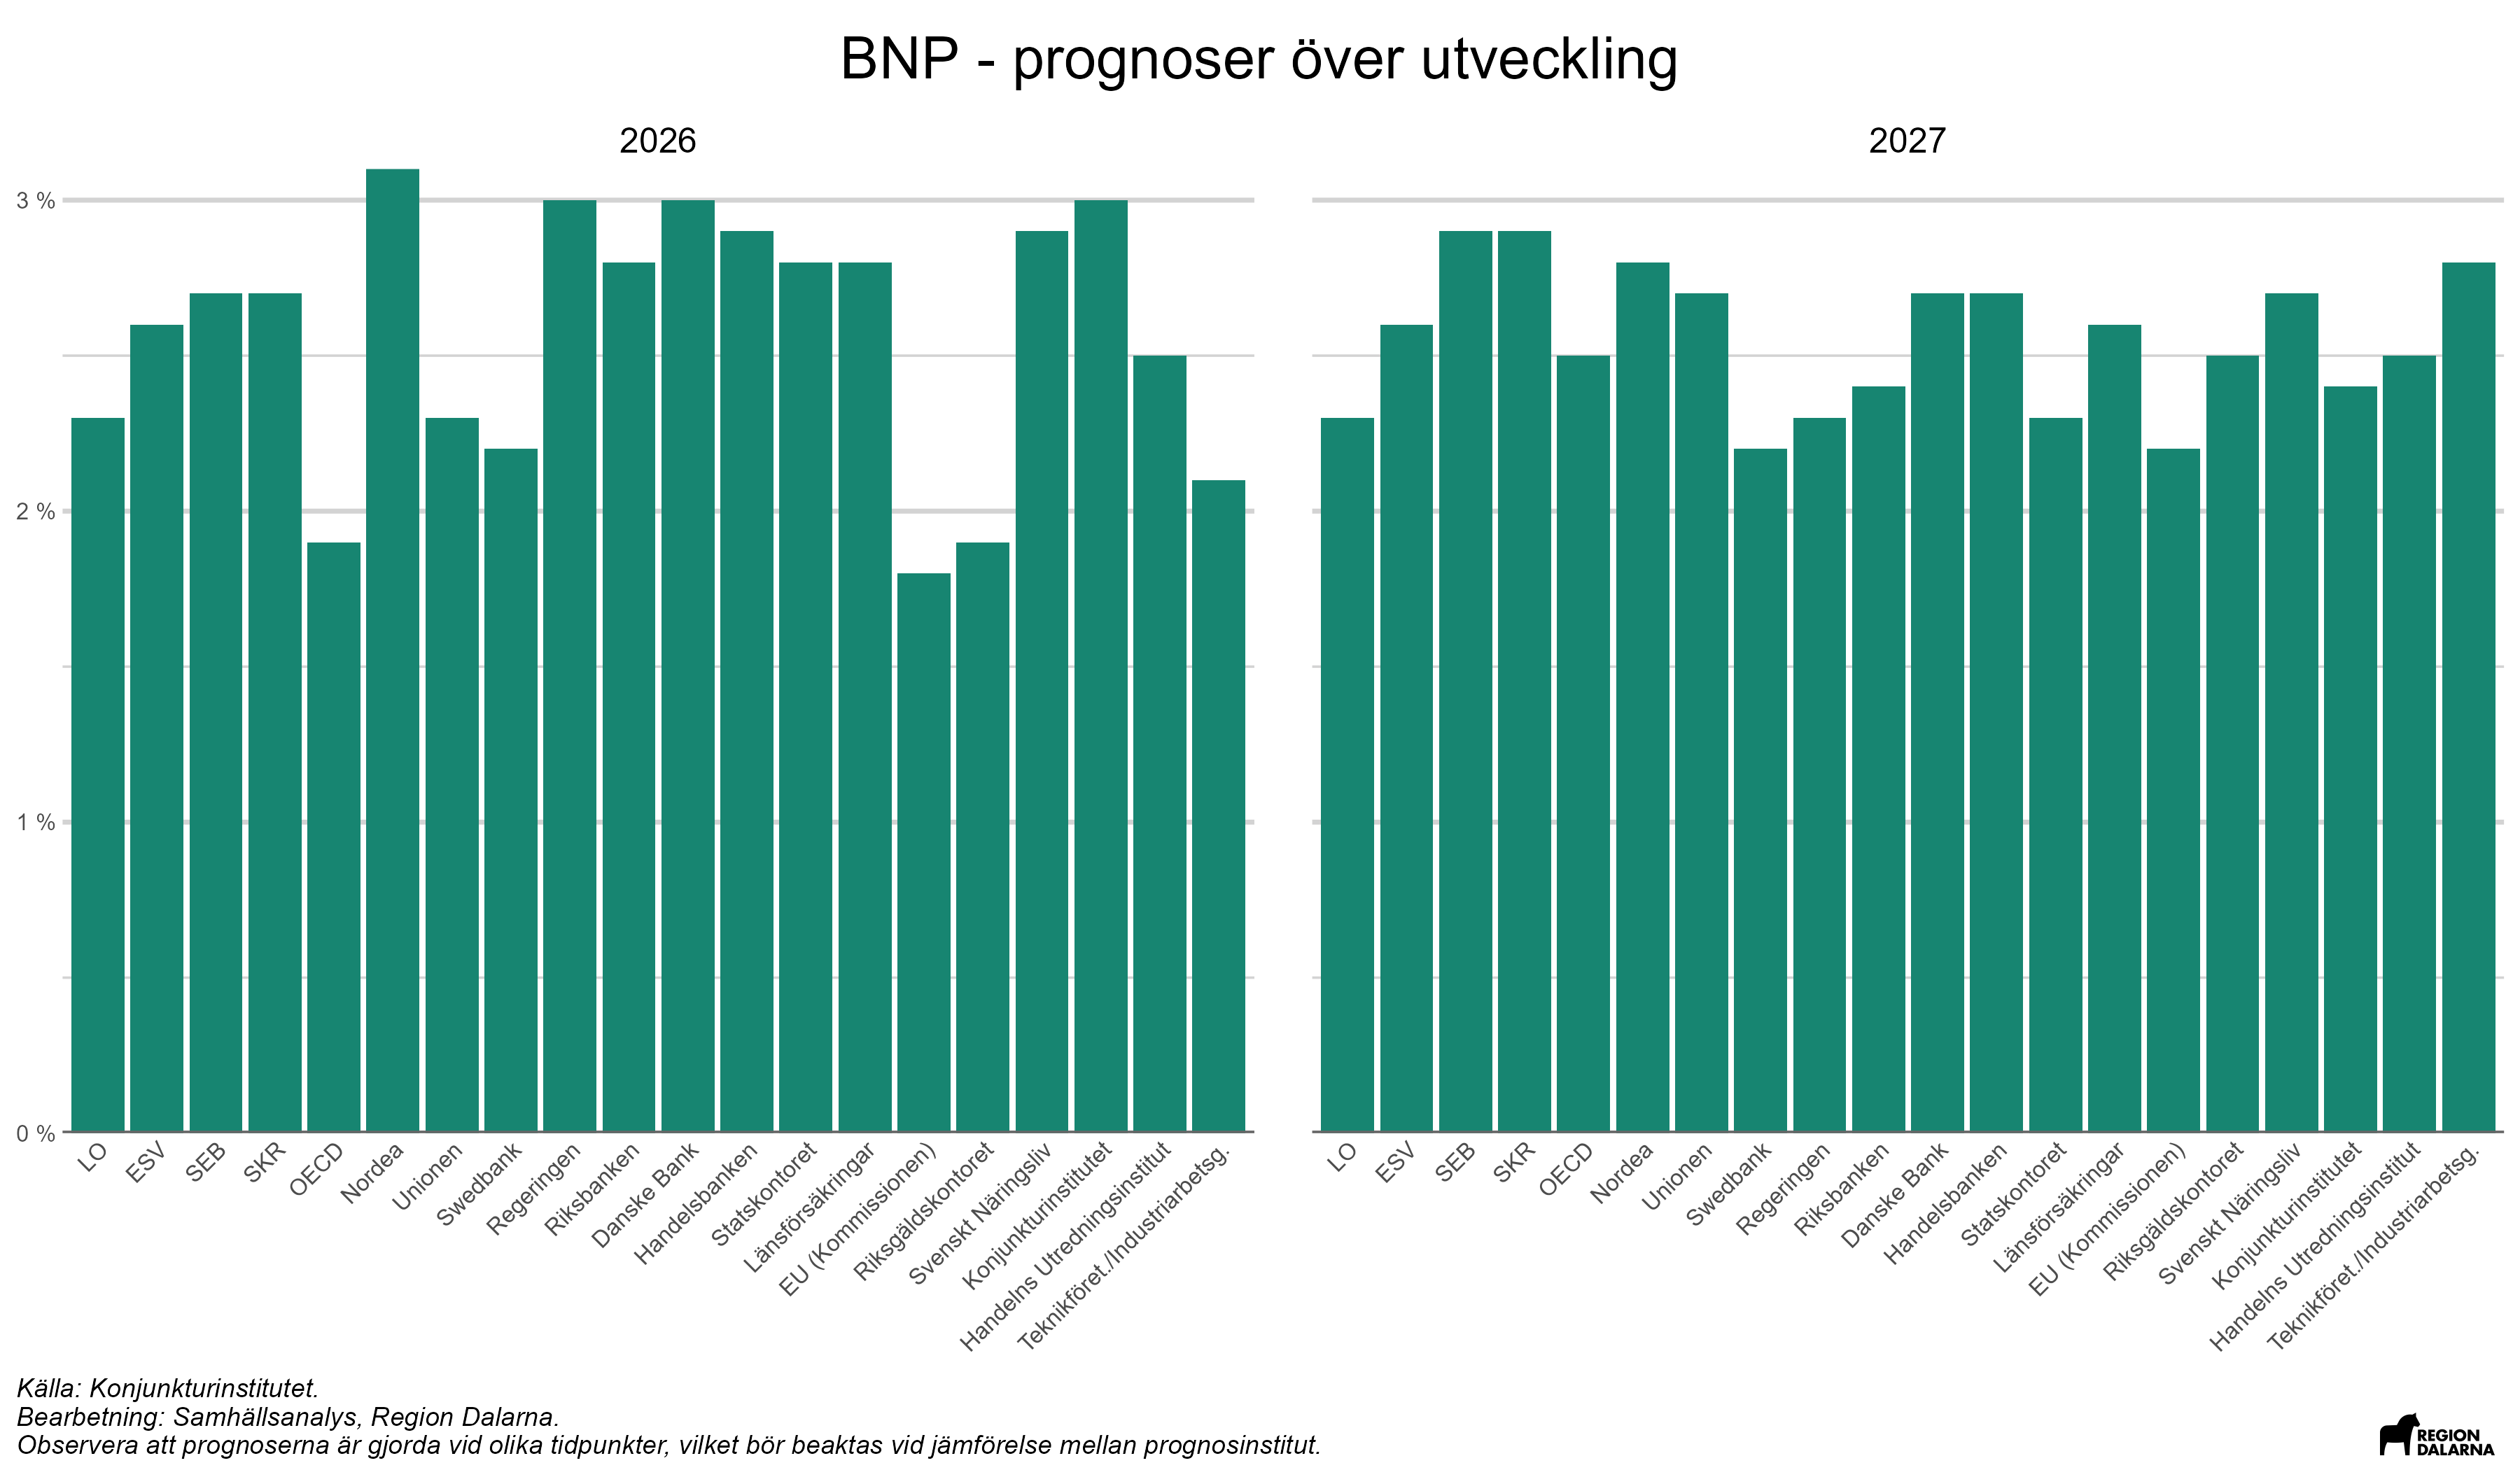 BNP - prognoser över utveckling
2026
2027
3 %
2 %
1 %
0 %
LO
ESV
SEB
SKR
OECD
Nordea
Unionen
Swedbank
Regeringen
Riksbanken
Danske Bank
Handelsbanken
Statskontoret
Länsförsäkringar
EU (Kommissionen)
Riksgäldskontoret
Svenskt Näringsliv
Konjunkturinstitutet
Handelns Utredningsinstitut
Teknikföret./Industriarbetsg.
LO
ESV
SEB
SKR
OECD
Nordea
Unionen
Swedbank
Regeringen
Riksbanken
Danske Bank
Handelsbanken
Statskontoret
Länsförsäkringar
EU (Kommissionen)
Riksgäldskontoret
Svenskt Näringsliv
Konjunkturinstitutet
Handelns Utredningsinstitut
Teknikföret./Industriarbetsg.
Källa: Konjunkturinstitutet.
Bearbetning: Samhällsanalys, Region Dalarna.
Observera att prognoserna är gjorda vid olika tidpunkter, vilket bör beaktas vid jämförelse mellan prognosinstitut.
REGION
DALARNA